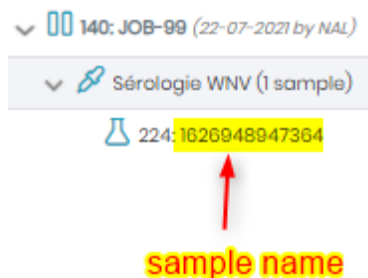 140: JOB-99 (22-07-2021 by NAL)
Sérologie WNV (1 sample)
224: 1626948947364
sample name